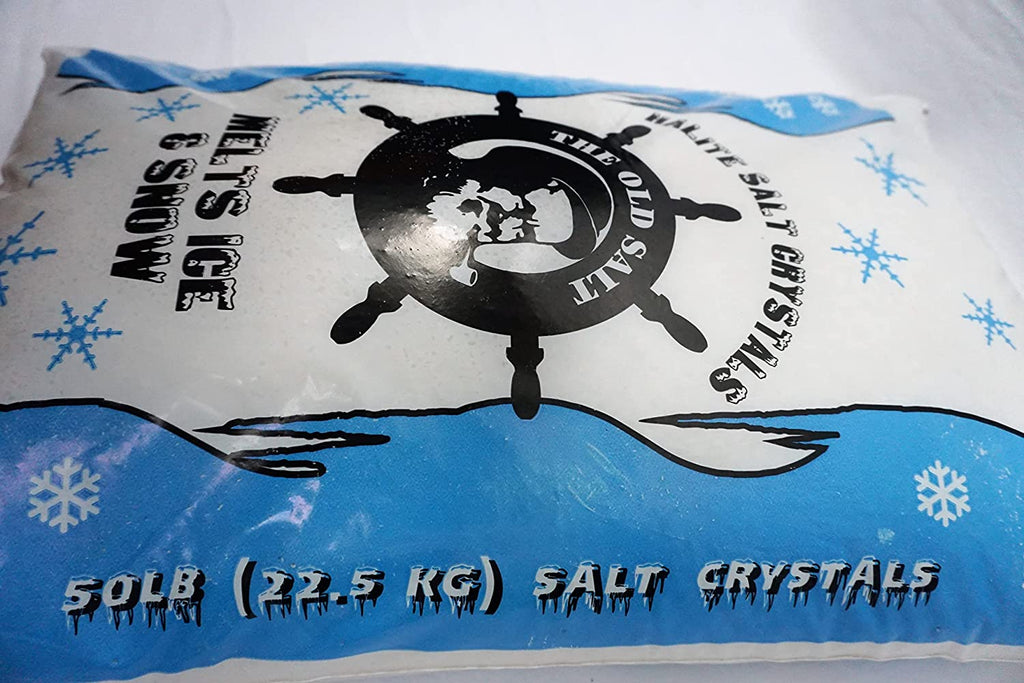 MELTS ICE
& SNOW
THE OLD SALT
HALITE SALT CRYSTALS
50LB (22.5 KG) SALT CRYSTALS